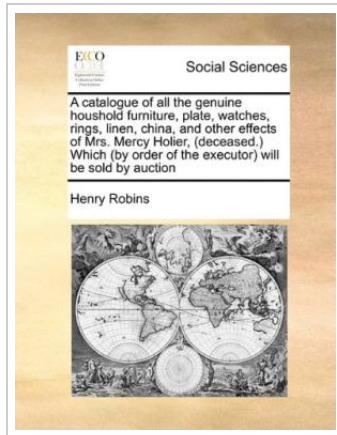 ECCO
Social Sciences
A catalogue of all the genuine
houshold furniture, plate, watches,
rings, linen, china, and other effects
of Mrs. Mercy Holier, (deceased.)
Which (by order of the executor) will
be sold by auction
Henry Robins